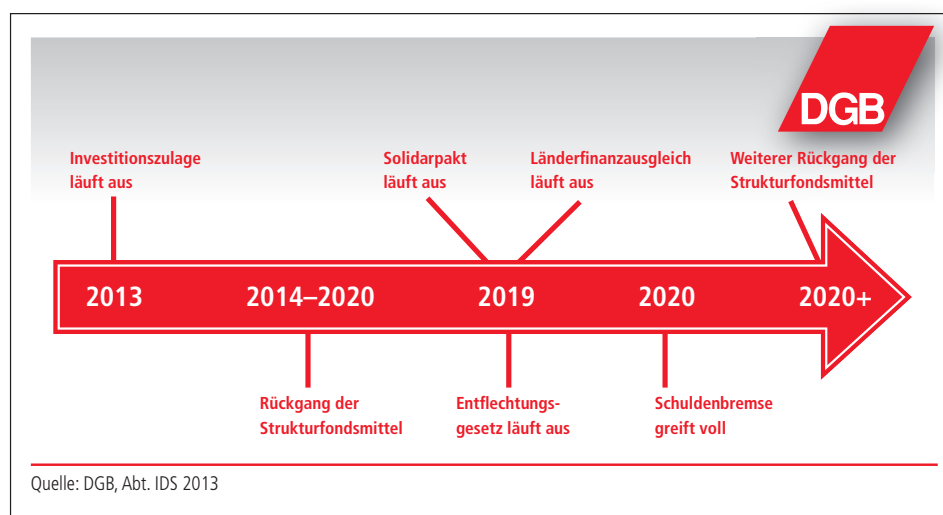 DGB
Investitionszulage
läuft aus
Solidarpakt
läuft aus
Länderfinanzausgleich
läuft aus
Weiterer Rückgang der
Strukturfondsmittel
2013 2014–2020 2019 2020 2020+
Rückgang der
Strukturfondsmittel
Entflechtungs-
gesetz läuft aus
Schuldenbremse
greift voll
Quelle: DGB, Abt. IDS 2013